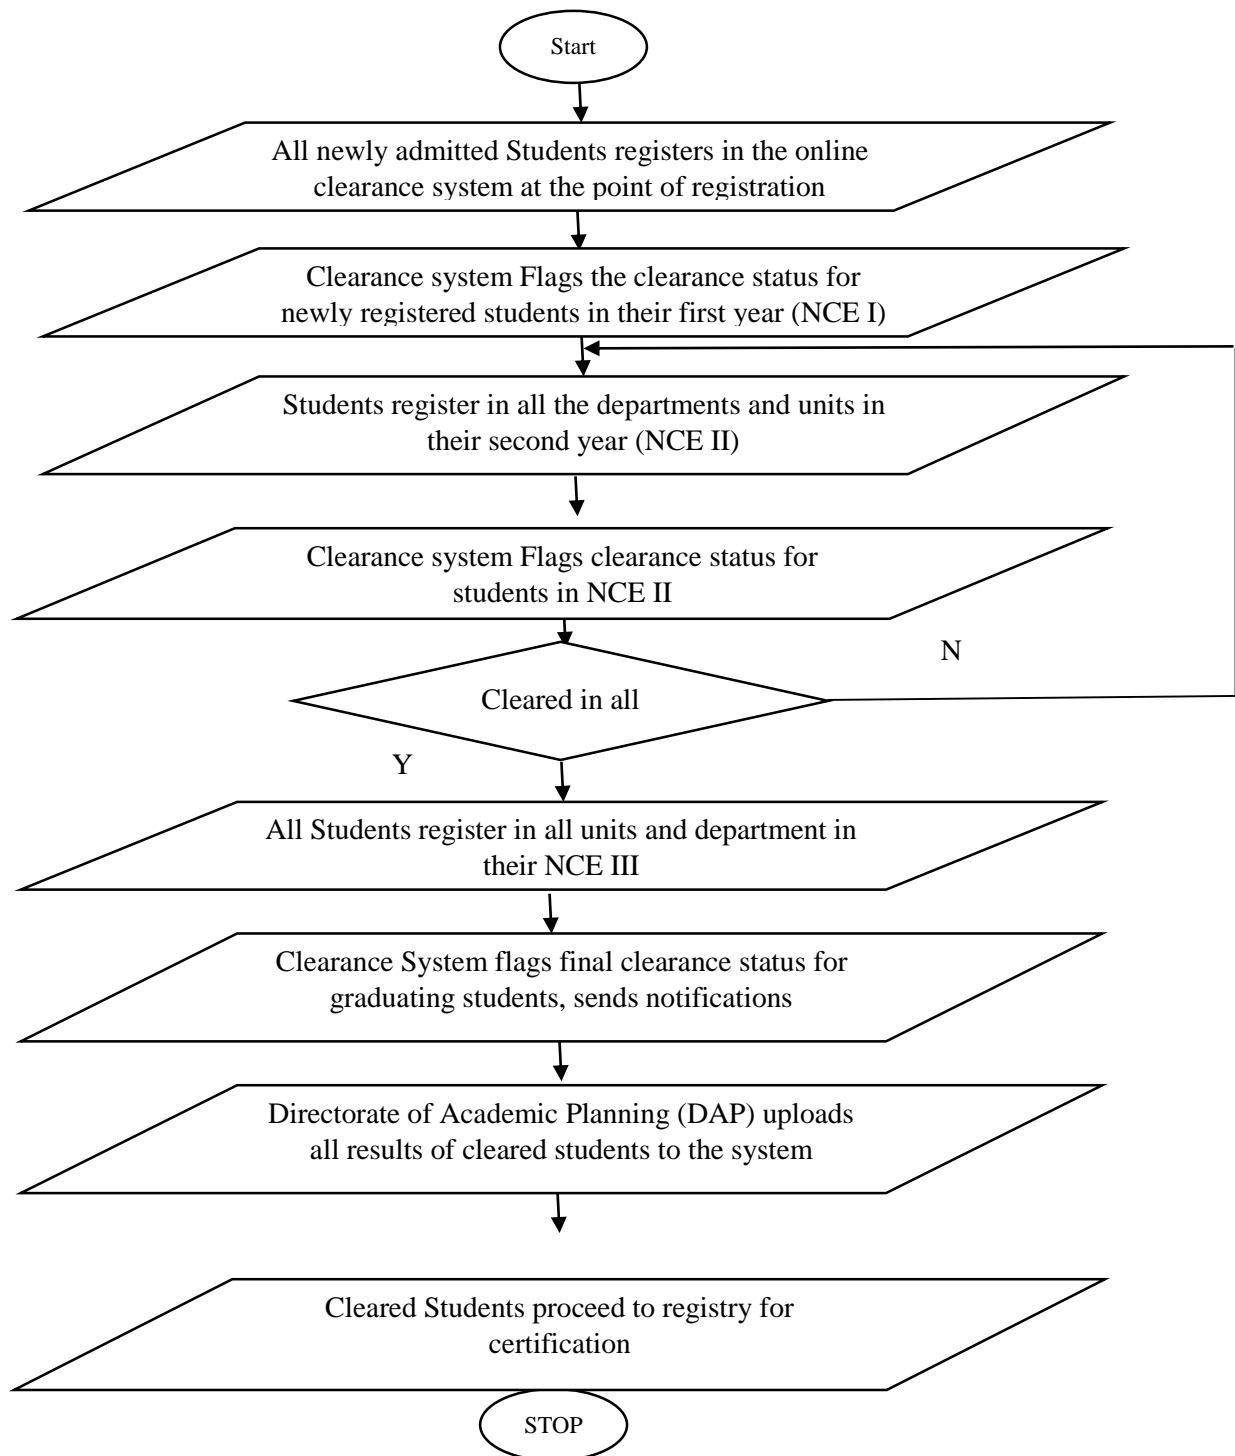 Start
All newly admitted Students registers in the online
clearance system at the point of registration
Clearance system Flags the clearance status for
newly registered students in their first year (NCE I)
Students register in all the departments and units in
their second year (NCE II)
Clearance system Flags clearance status for
students in NCE II
N
Cleared in all
Y
All Students register in all units and department in
their NCE III
Clearance System flags final clearance status for
graduating students, sends notifications
Directorate of Academic Planning (DAP) uploads
all results of cleared students to the system
Cleared Students proceed to registry for
certification
STOP